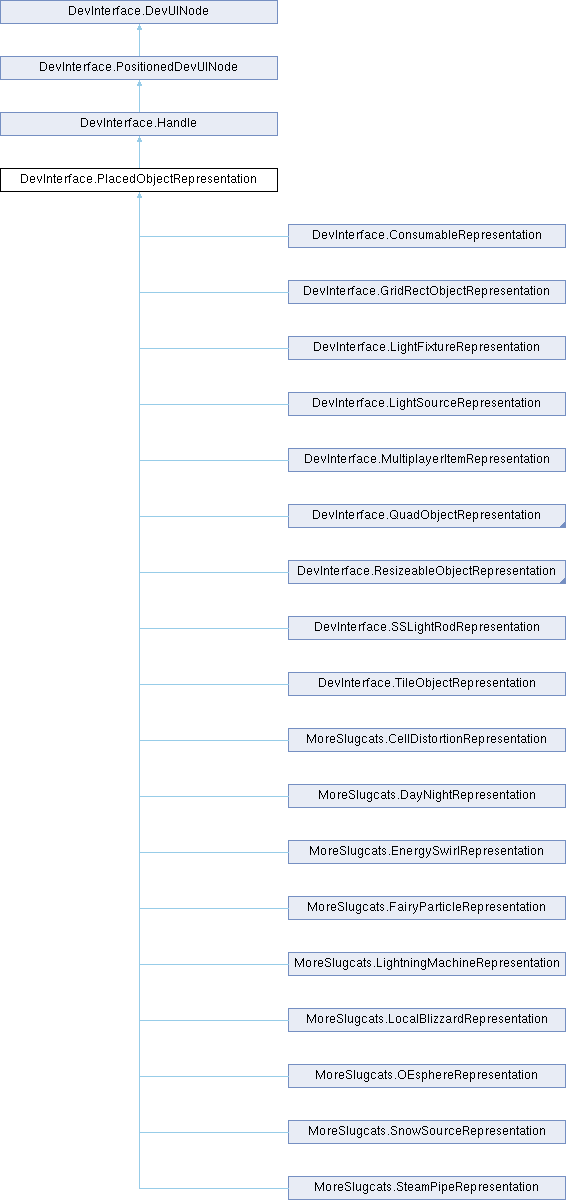 DevInterface.DevUINode
DevInterface.PositionedDevUINode
DevInterface.Handle
DevInterface.PlacedObjectRepresentation
DevInterface.ConsumableRepresentation
DevInterface.GridRectObjectRepresentation
DevInterface.LightFixtureRepresentation
DevInterface.LightSourceRepresentation
DevInterface.MultiplayerItemRepresentation
DevInterface.QuadObjectRepresentation
DevInterface.ResizeableObjectRepresentation
DevInterface.SSLightRodRepresentation
DevInterface.TileObjectRepresentation
MoreSlugcats.CellDistortionRepresentation
MoreSlugcats.DayNightRepresentation
MoreSlugcats.EnergySwirlRepresentation
MoreSlugcats.FairyParticleRepresentation
MoreSlugcats.LightningMachineRepresentation
MoreSlugcats.LocalBlizzardRepresentation
MoreSlugcats.OEsphereRepresentation
MoreSlugcats.SnowSourceRepresentation
MoreSlugcats.SteamPipeRepresentation